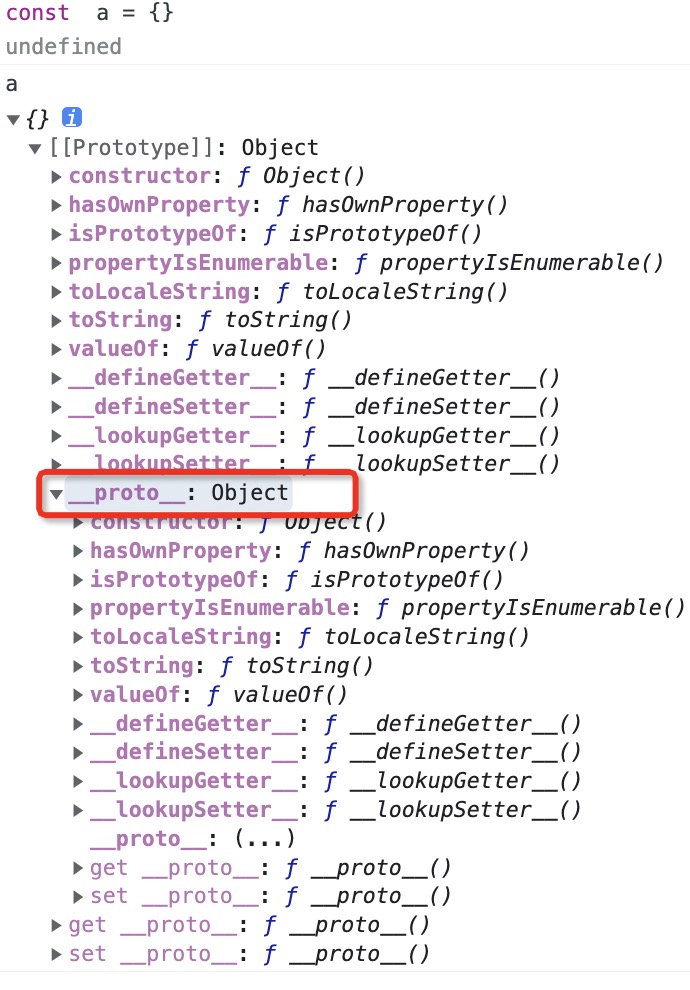 const  a = {}
undefined
a
▼{} i
▼[[Prototype]]: Object
▶constructor: ƒ Object()
▶hasOwnProperty: ƒ hasOwnProperty()
▶isPrototypeOf: ƒ isPrototypeOf()
▶propertyIsEnumerable: ƒ propertyIsEnumerable()
▶toLocaleString: ƒ toLocaleString()
▶toString: ƒ toString()
▶valueOf: ƒ valueOf()
▶__defineGetter__: ƒ __defineGetter__()
▶__defineSetter__: ƒ __defineSetter__()
▶__lookupGetter__: ƒ __lookupGetter__()
▶__lookupSetter__: ƒ __lookupSetter__()
▼__proto__: Object
▶constructor: ƒ Object()
▶hasOwnProperty: ƒ hasOwnProperty()
▶isPrototypeOf: ƒ isPrototypeOf()
▶propertyIsEnumerable: ƒ propertyIsEnumerable()
▶toLocaleString: ƒ toLocaleString()
▶toString: ƒ toString()
▶valueOf: ƒ valueOf()
▶__defineGetter__: ƒ __defineGetter__()
▶__defineSetter__: ƒ __defineSetter__()
▶__lookupGetter__: ƒ __lookupGetter__()
▶__lookupSetter__: ƒ __lookupSetter__()
__proto__: (...)
▶get __proto__: ƒ __proto__()
▶set __proto__: ƒ __proto__()
▶get __proto__: ƒ __proto__()
▶set __proto__: ƒ __proto__()